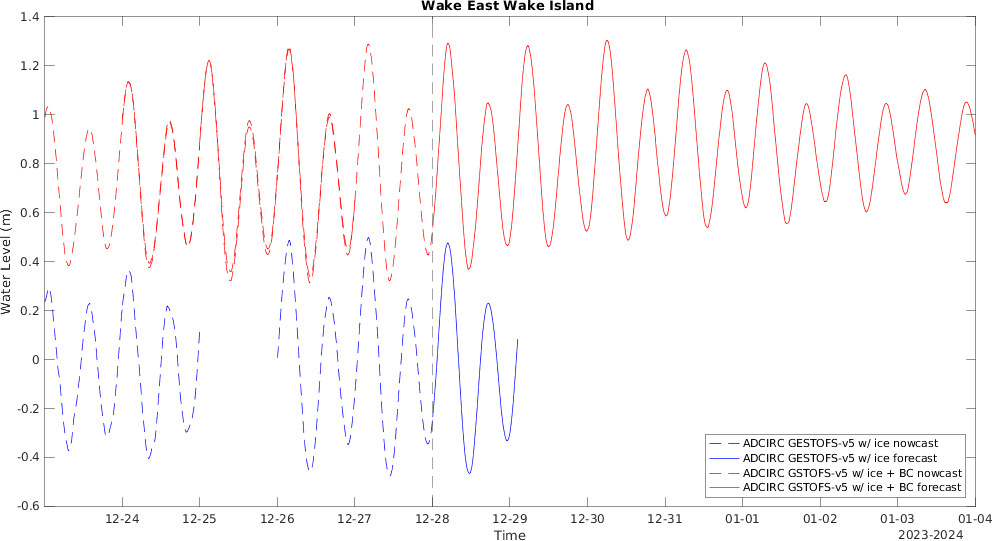 Wake East Wake Island
1.4
1.2
1
0.8
0.6
0.4
0.2
0
-0.2
-0.4
-0.6
Water Level (m)
ADCIRC GESTOFS-v5 w/ ice nowcast
ADCIRC GESTOFS-v5 w/ ice forecast
ADCIRC GSTOFS-v5 w/ ice + BC nowcast
ADCIRC GSTOFS-v5 w/ ice + BC forecast
12-24 12-25 12-26 12-27 12-28 12-29 12-30 12-31 01-01 01-02 01-03 01-04
Time
2023-2024